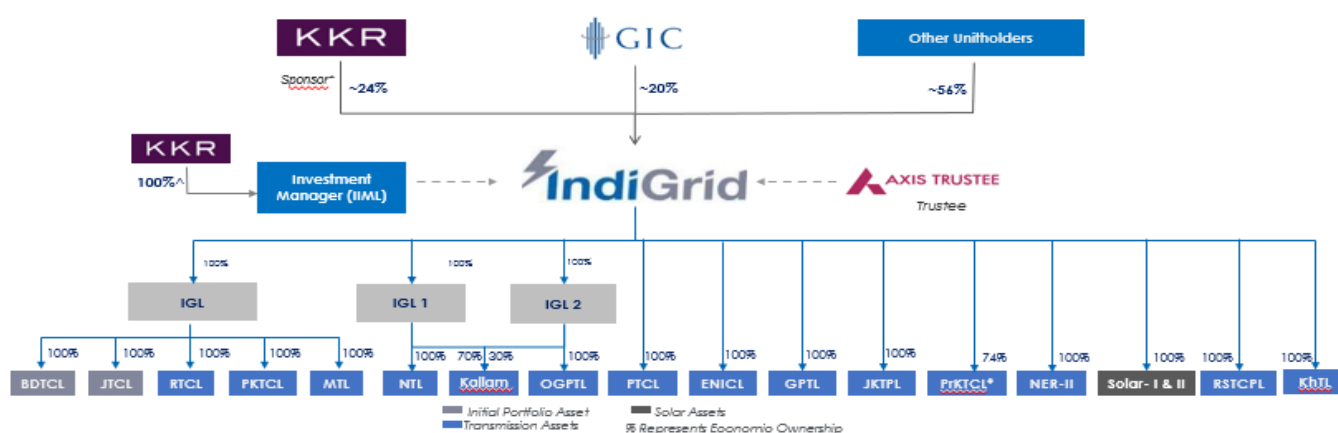 KKR
GIC
Other Unitholders
Sponsor*
~24%
~20%
~56%
KKR
100%^
Investment
Manager (IIML)
IndiGrid
AXIS TRUSTEE
Trustee
100%
100%
100%
IGL
IGL 1
IGL 2
100% 100% 100% 100% 100% 100% 70% 30% 100% 100% 100% 100% 100% 74% 100% 100% 100% 100%
BDTCL JTCL RTCL PKTCL MTL NTL Kallam OGPTL PTCL ENICL GPTL JKTPL PrKTCL* NER-II Solar- I & II RSTCPL KhTL
Initial Portfolio Asset Solar Assets
Transmission Assets % Represents Economic Ownership